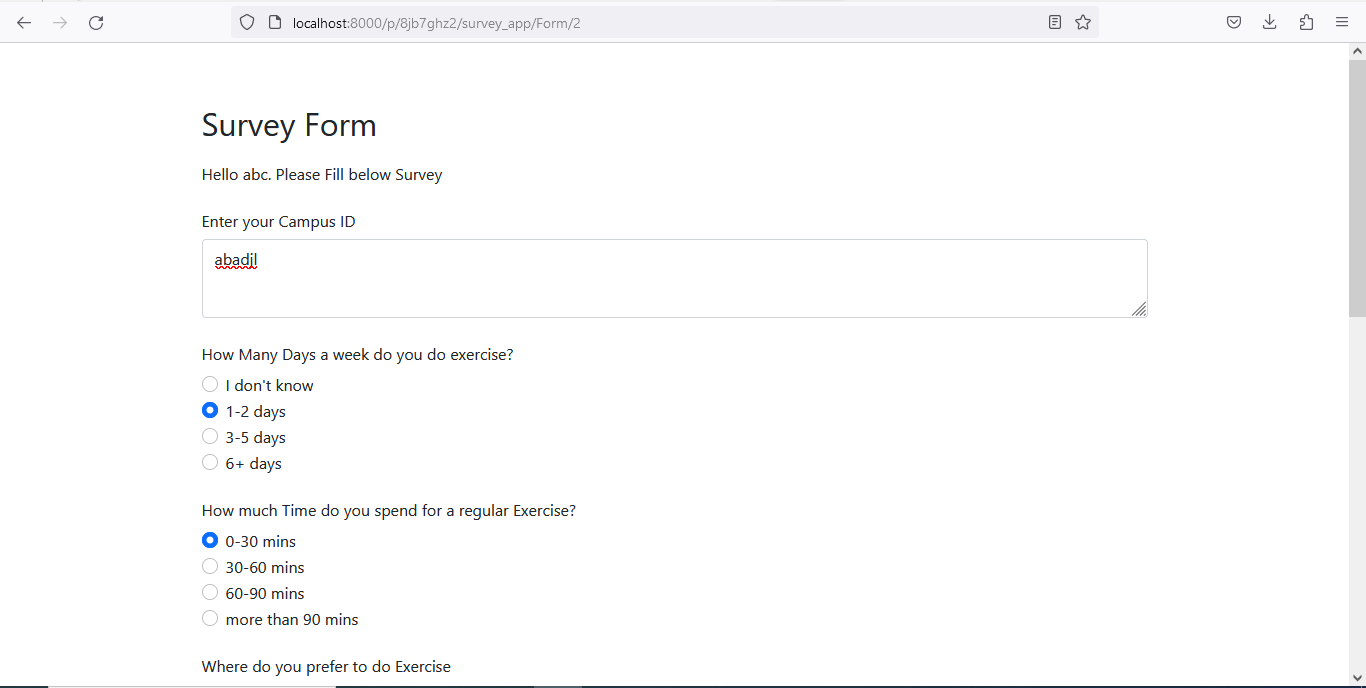 localhost:8000/p/8jb7ghz2/survey_app/Form/2
Survey Form
Hello abc. Please Fill below Survey
Enter your Campus ID
abadjl
How Many Days a week do you do exercise?
I don't know
1-2 days
3-5 days
6+ days
How much Time do you spend for a regular Exercise?
0-30 mins
30-60 mins
60-90 mins
more than 90 mins
Where do you prefer to do Exercise